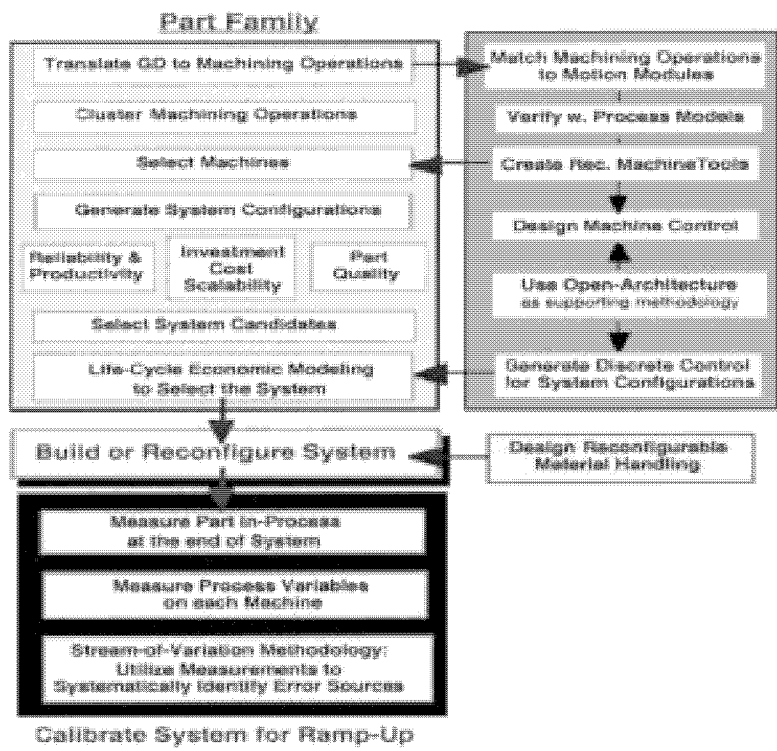 Part Family
Translate GD to Machining Operations
Cluster Machining Operations
Select Machines
Generate System Configurations
Reliability &
Productivity
Investment
Cost
Scalability
Part
Quality
Select System Candidates
Life-Cycle Economic Modeling
to Select the System
Match Machining Operations
to Motion Modules
Verify w. Process Models
Create Rec. MachineTools
Design Machine Control
Use Open-Architecture
as supporting methodology
Generate Discrete Control
for System Configurations
Build or Reconfigure System
Design Reconfigurable
Material Handling
Measure Part in-Process
at the end of System
Measure Process Variables
on each Machine
Stream-of-Variation Methodology:
Utilize Measurements to
Systematically Identify Error Sources
Calibrate System for Ramp-Up